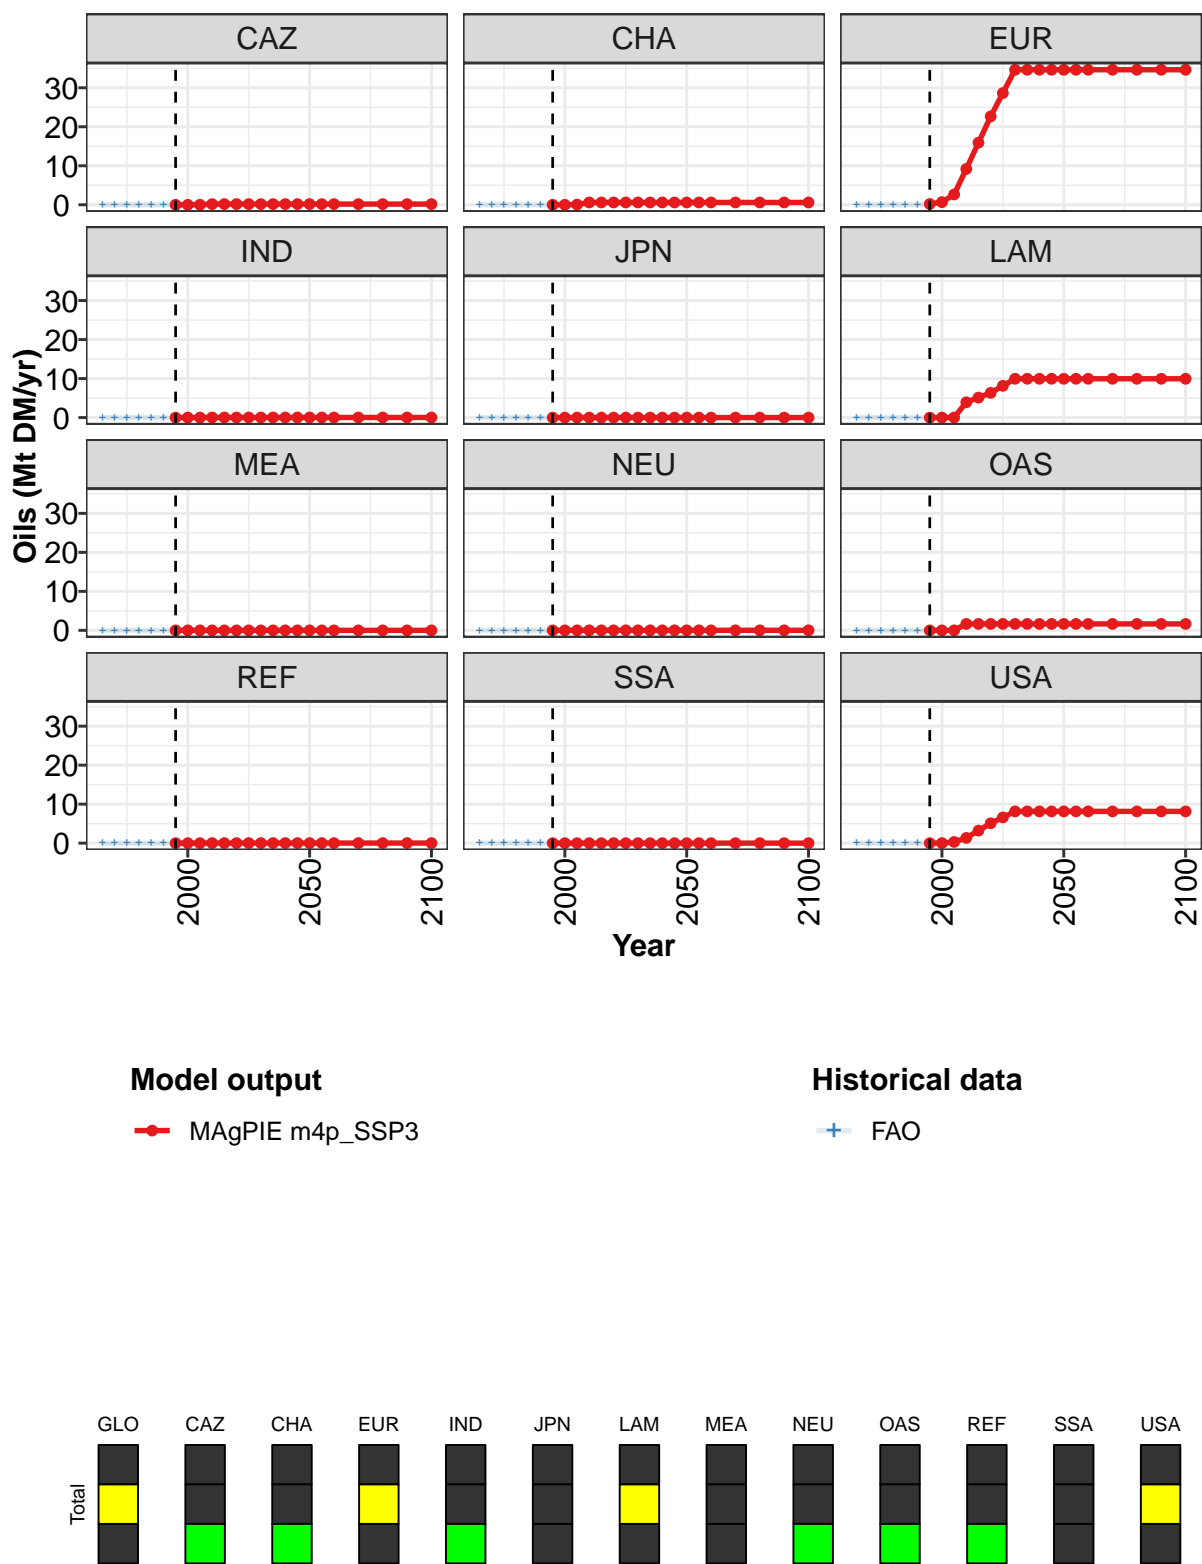 CAZ CHA EUR
30
20
10
0
IND JPN LAM
30
20
10
0
MEA NEU OAS
30
20
10
0
REF SSA USA
30
20
10
0
Oils (Mt DM/yr)
2000 2050 2100 2000 2050 2100 2000 2050 2100
Year
Model output Historical data
MAgPIE m4p_SSP3 FAO
GLO CAZ CHA EUR IND JPN LAM MEA NEU OAS REF SSA USA
Total